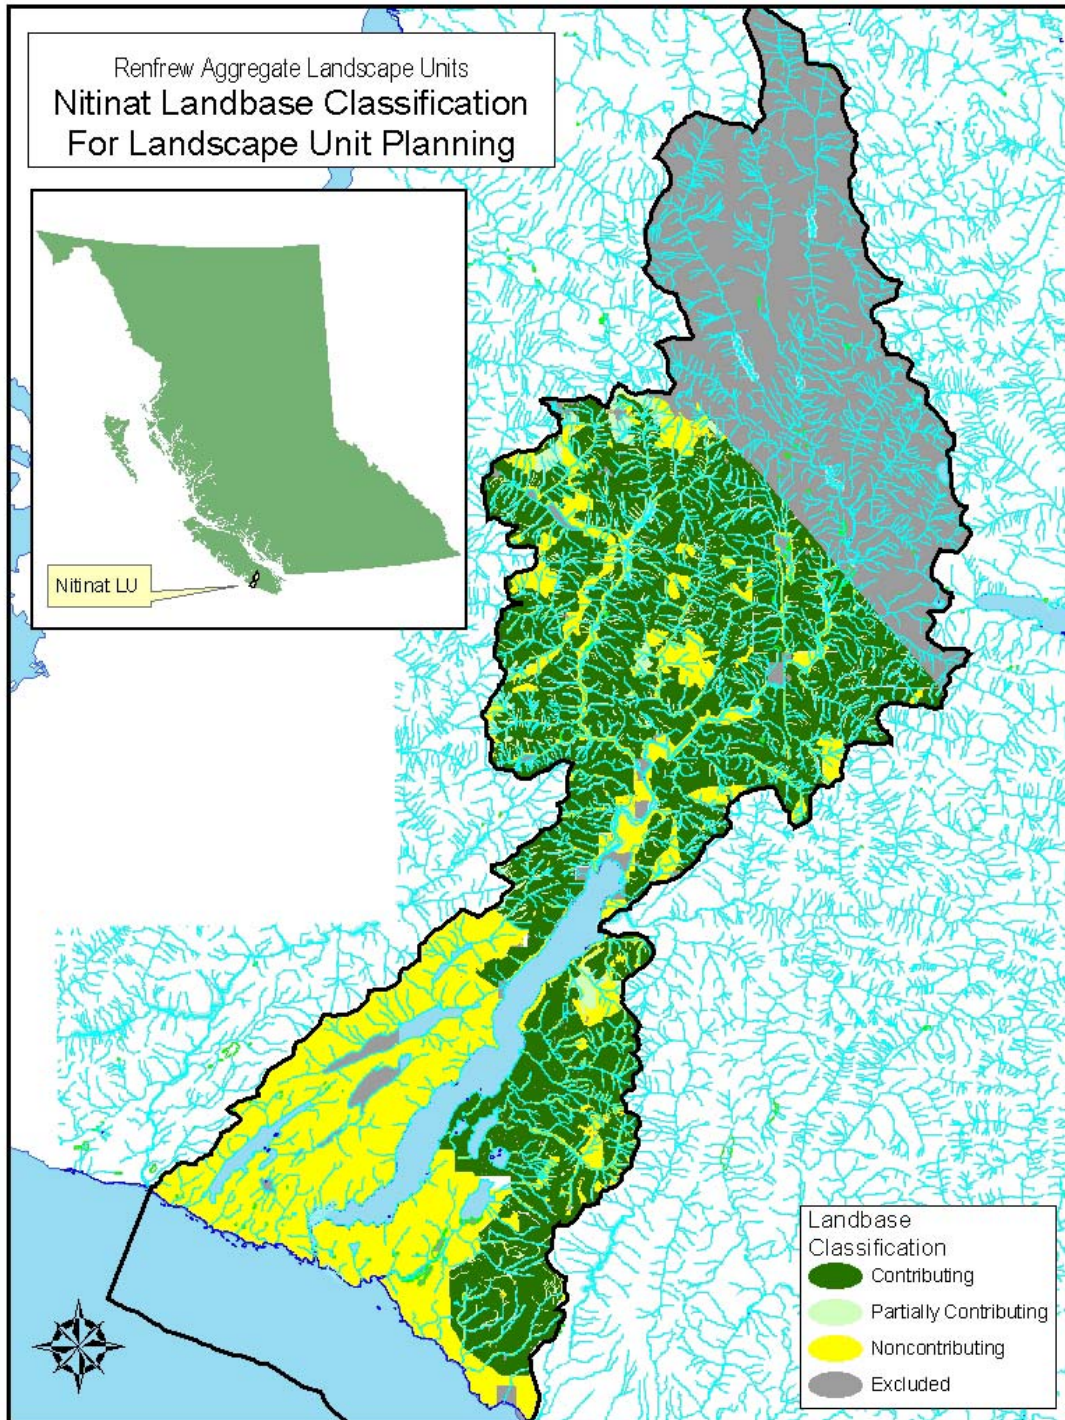 Renfrew Aggregate Landscape Units
Nitinat Landbase Classification
For Landscape Unit Planning
Nitinat LU
Landbase
Classification
Contributing
Partially Contributing
Noncontributing
Excluded